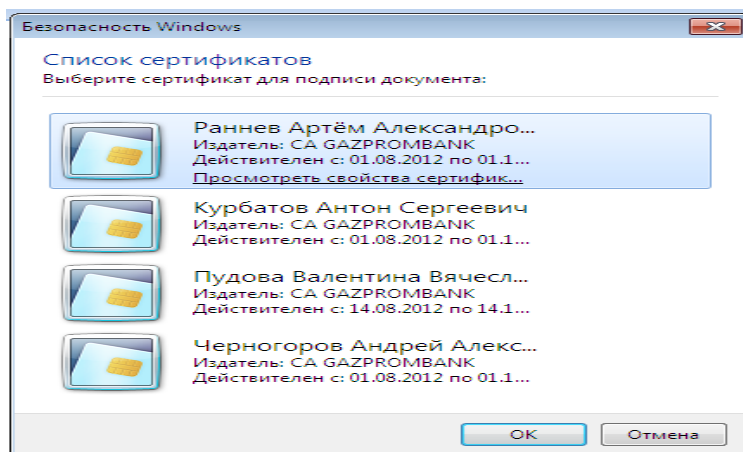 Безопасность Windows
Список сертификатов
Выберите сертификат для подписи документа:
Раннев Артём Александро...
Издатель: CA GAZPROMBANK
Действителен с: 01.08.2012 по 01.1...
Просмотреть свойства сертифик...
Курбатов Антон Сергеевич
Издатель: CA GAZPROMBANK
Действителен с: 01.08.2012 по 01.1...
Пудова Валентина Вячесл...
Издатель: CA GAZPROMBANK
Действителен с: 14.08.2012 по 14.1...
Черногоров Андрей Алекс...
Издатель: CA GAZPROMBANK
Действителен с: 01.08.2012 по 01.1...
OK Отмена